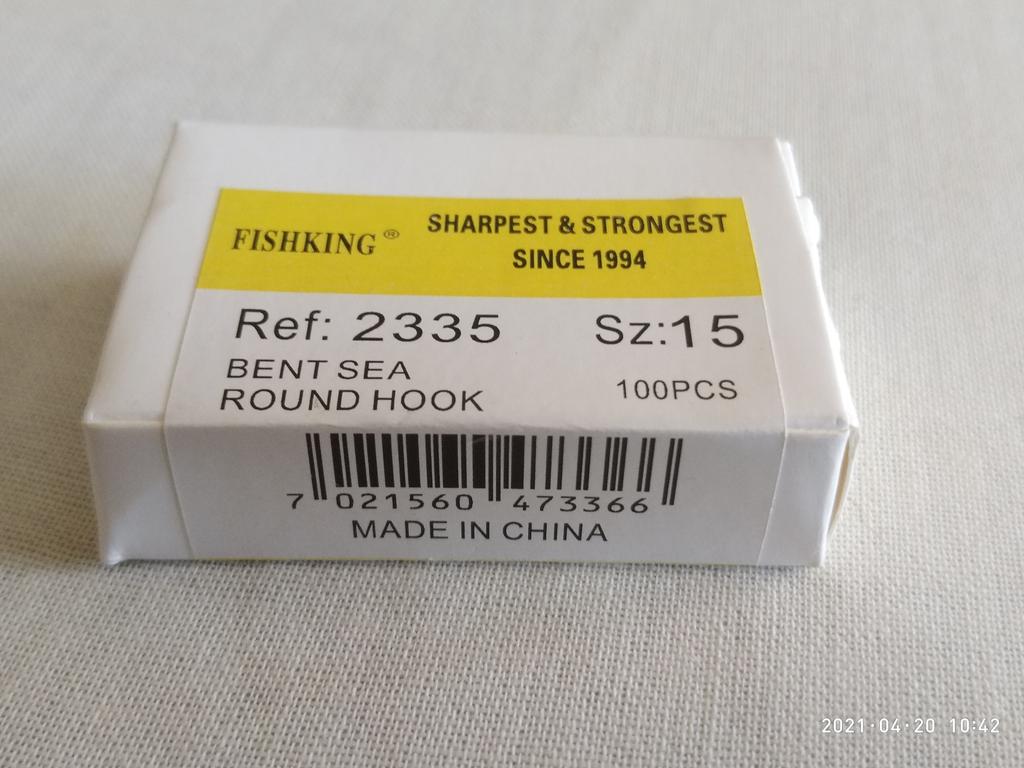 FISHKING ®
SHARPEST & STRONGEST
SINCE 1994
Ref: 2335
Sz:15
BENT SEA
ROUND HOOK
100PCS
7 021560 473366
MADE IN CHINA
2021·04·20 10:42